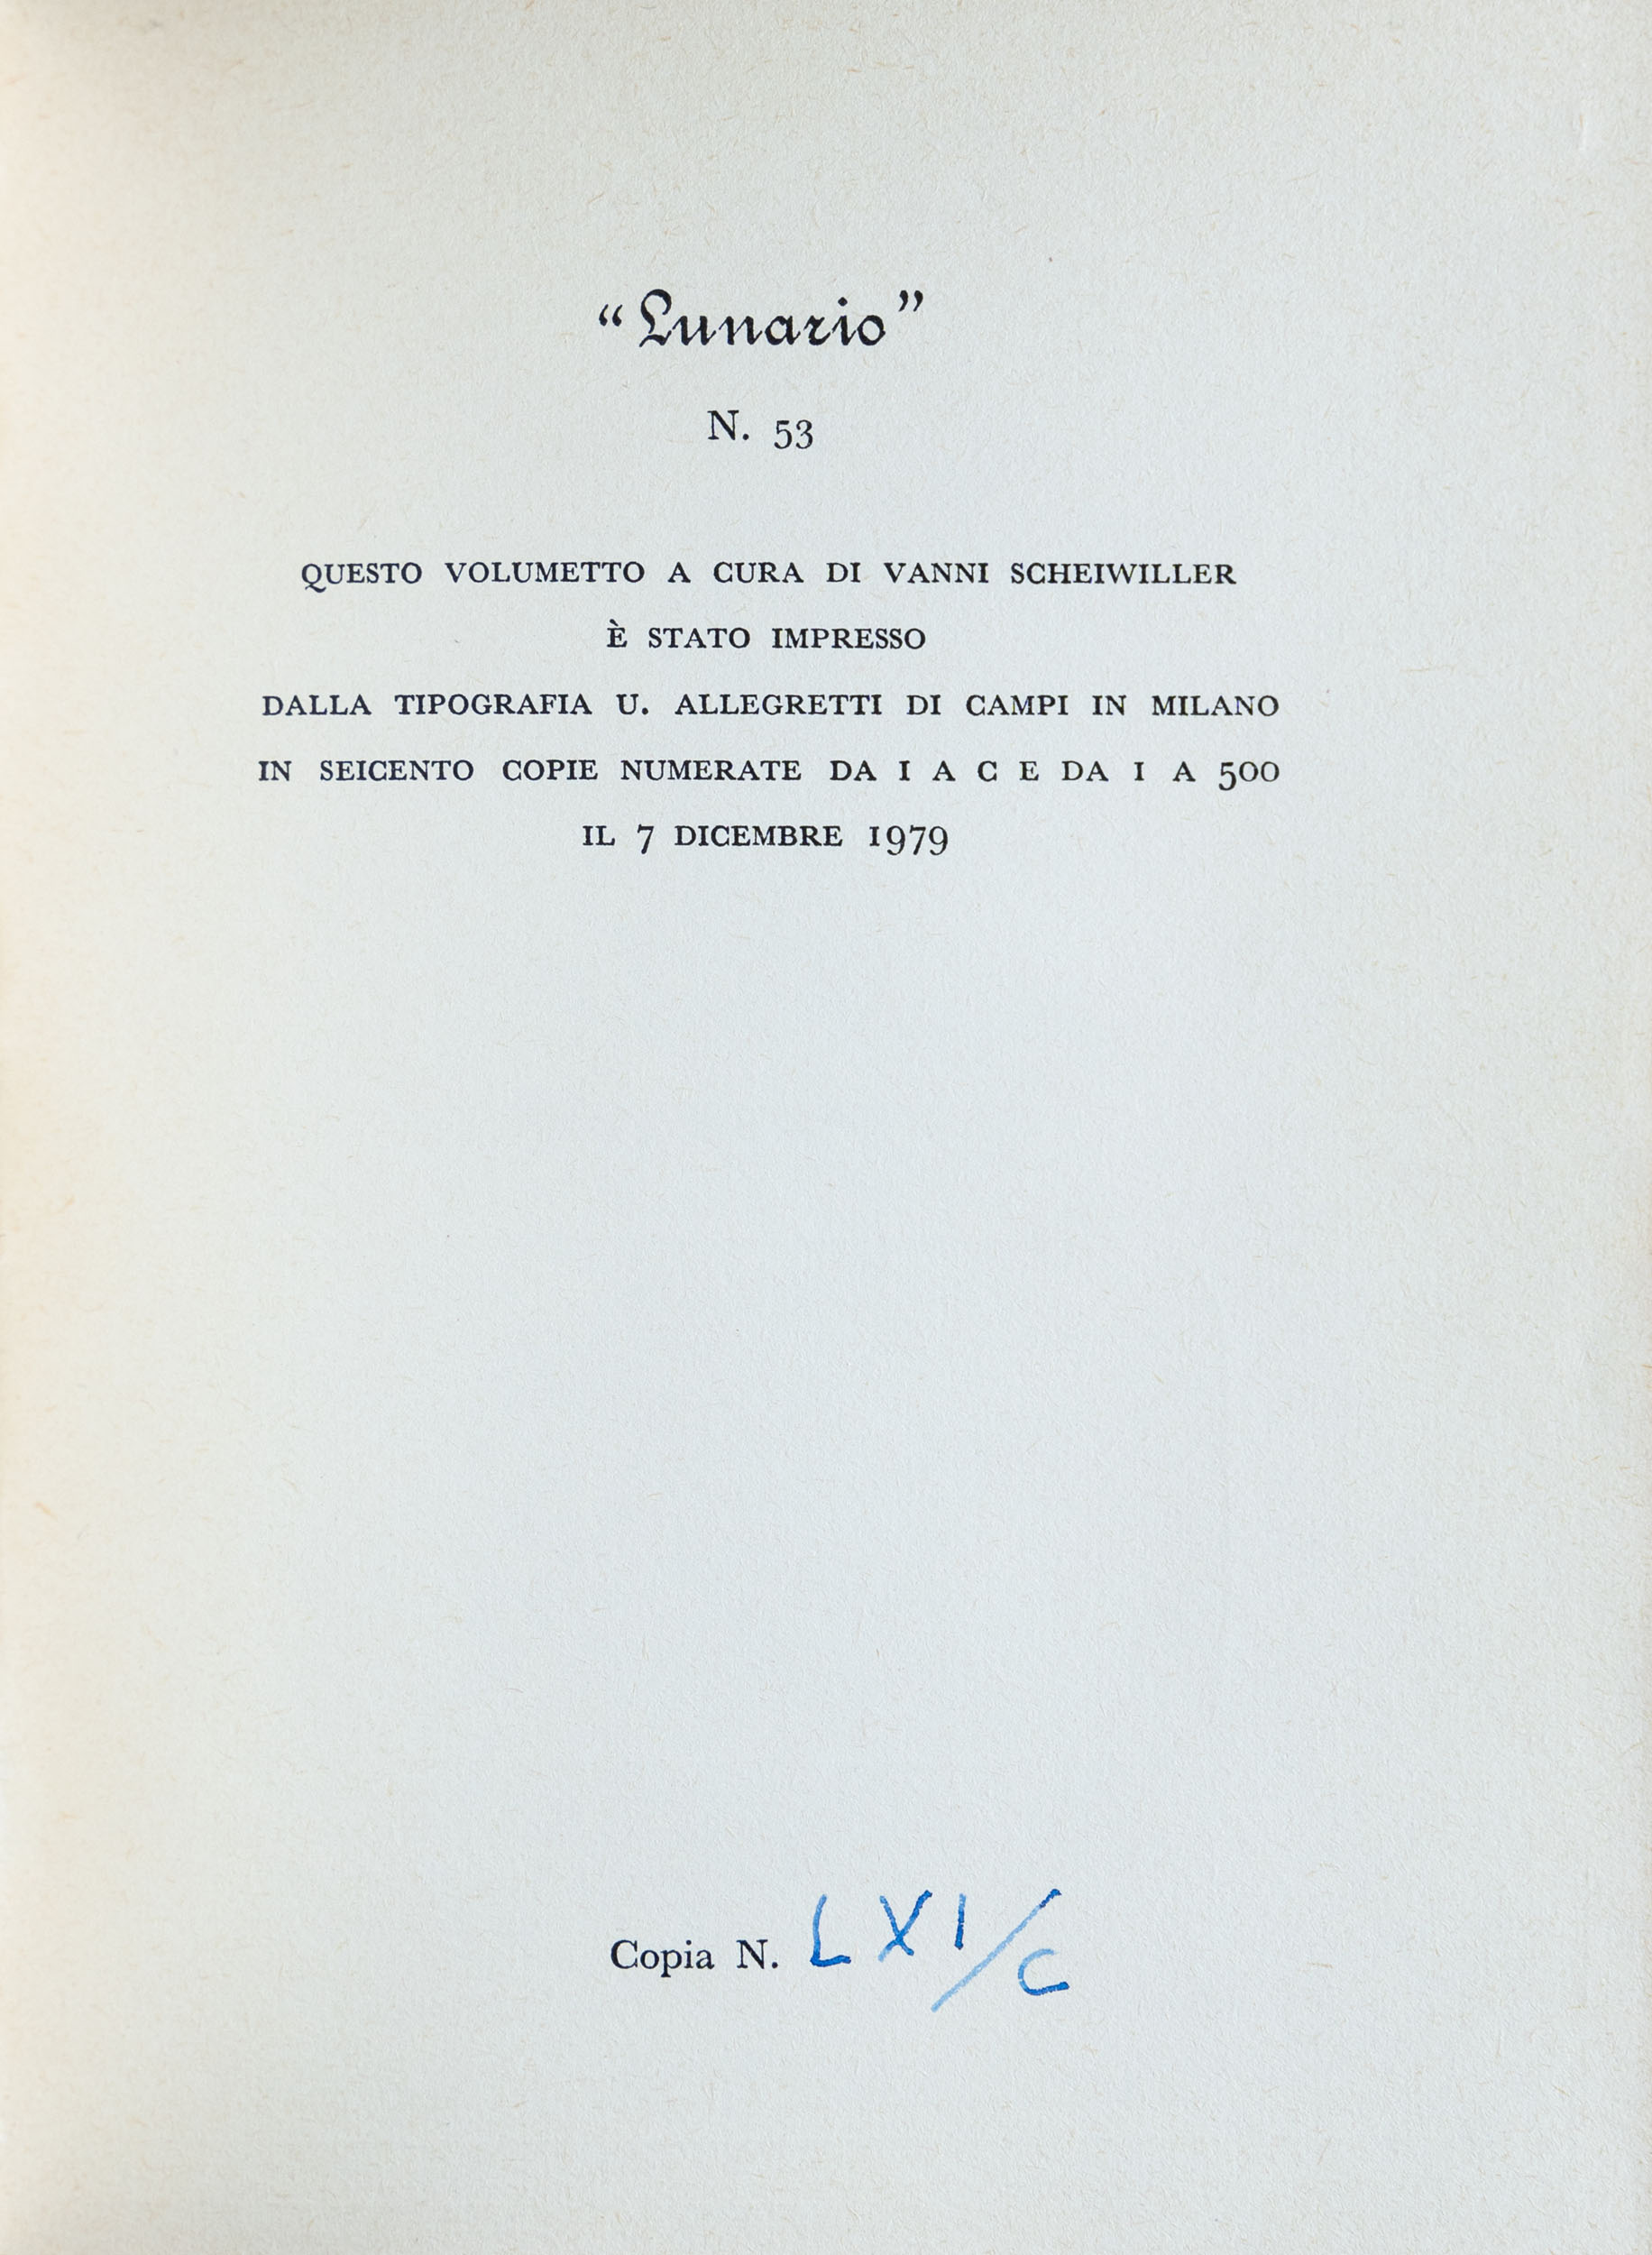 “Lunario”
N. 53
QUESTO VOLUMETTO A CURA DI VANNI SCHEIWILLER
È STATO IMPRESSO
DALLA TIPOGRAFIA U. ALLEGRETTI DI CAMPI IN MILANO
IN SEICENTO COPIE NUMERATE DA I A C E DA 1 A 500
IL 7 DICEMBRE 1979
Copia N. LXI/C